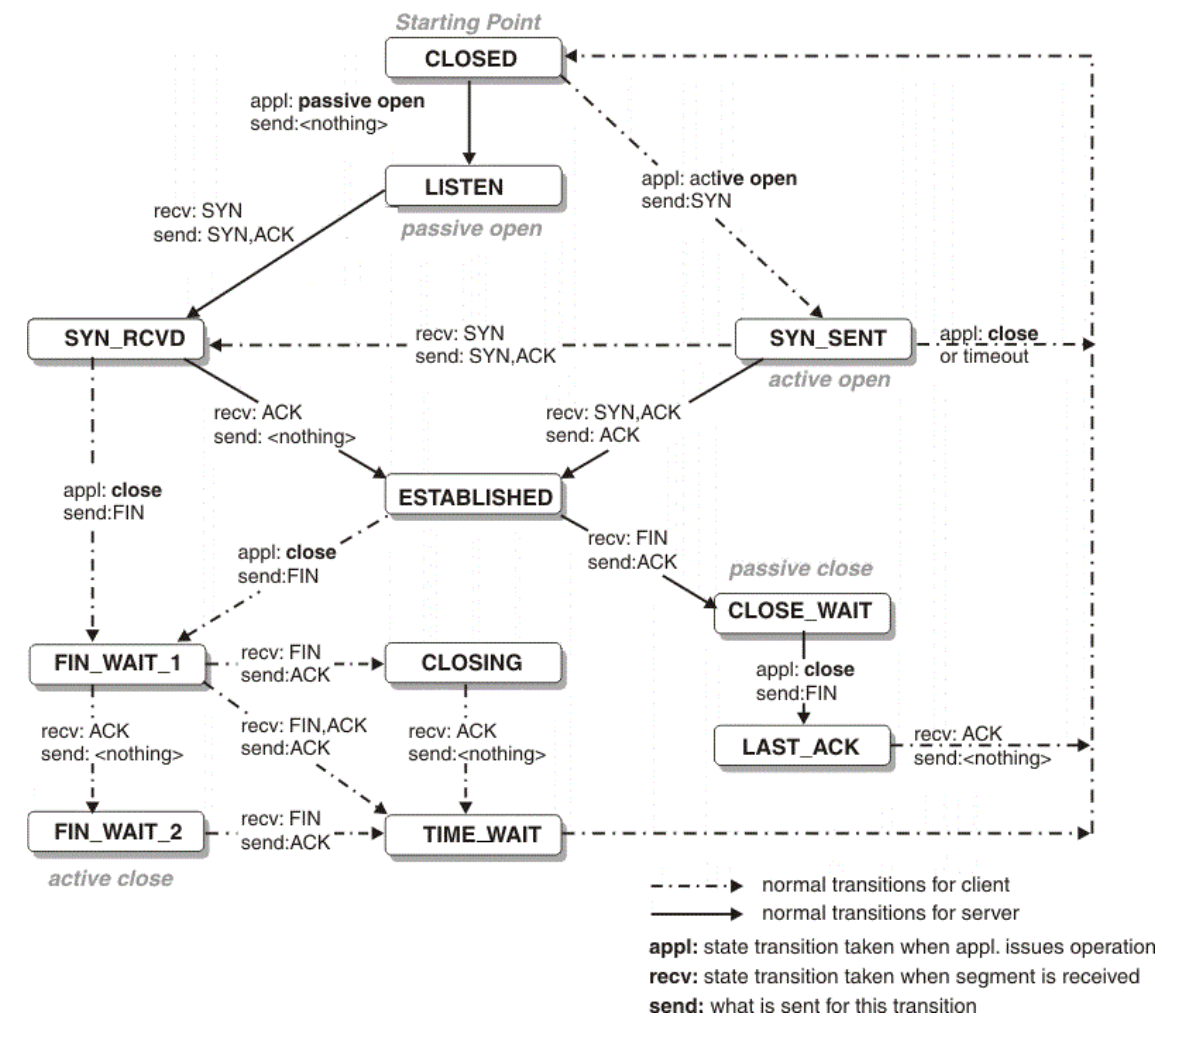 Starting Point
CLOSED
appl: passive open
send:<nothing>
appl: active open
send:SYN
LISTEN
passive open
recv: SYN
send: SYN,ACK
SYN_RCVD
recv: SYN
send: SYN,ACK
SYN_SENT
active open
appl: close
or timeout
recv: ACK
send: <nothing>
recv: SYN,ACK
send: ACK
appl: close
send:FIN
ESTABLISHED
appl: close
send:FIN
recv: FIN
send:ACK
passive close
CLOSE_WAIT
appl: close
send:FIN
FIN_WAIT_1
recv: FIN
send:ACK
CLOSING
recv: ACK
send: <nothing>
recv: FIN,ACK
send:ACK
recv: ACK
send:<nothing>
LAST_ACK
recv: ACK
send:<nothing>
FIN_WAIT_2
active close
recv: FIN
send:ACK
TIME_WAIT
normal transitions for client
normal transitions for server
appl: state transition taken when appl. issues operation
recv: state transition taken when segment is received
send: what is sent for this transition